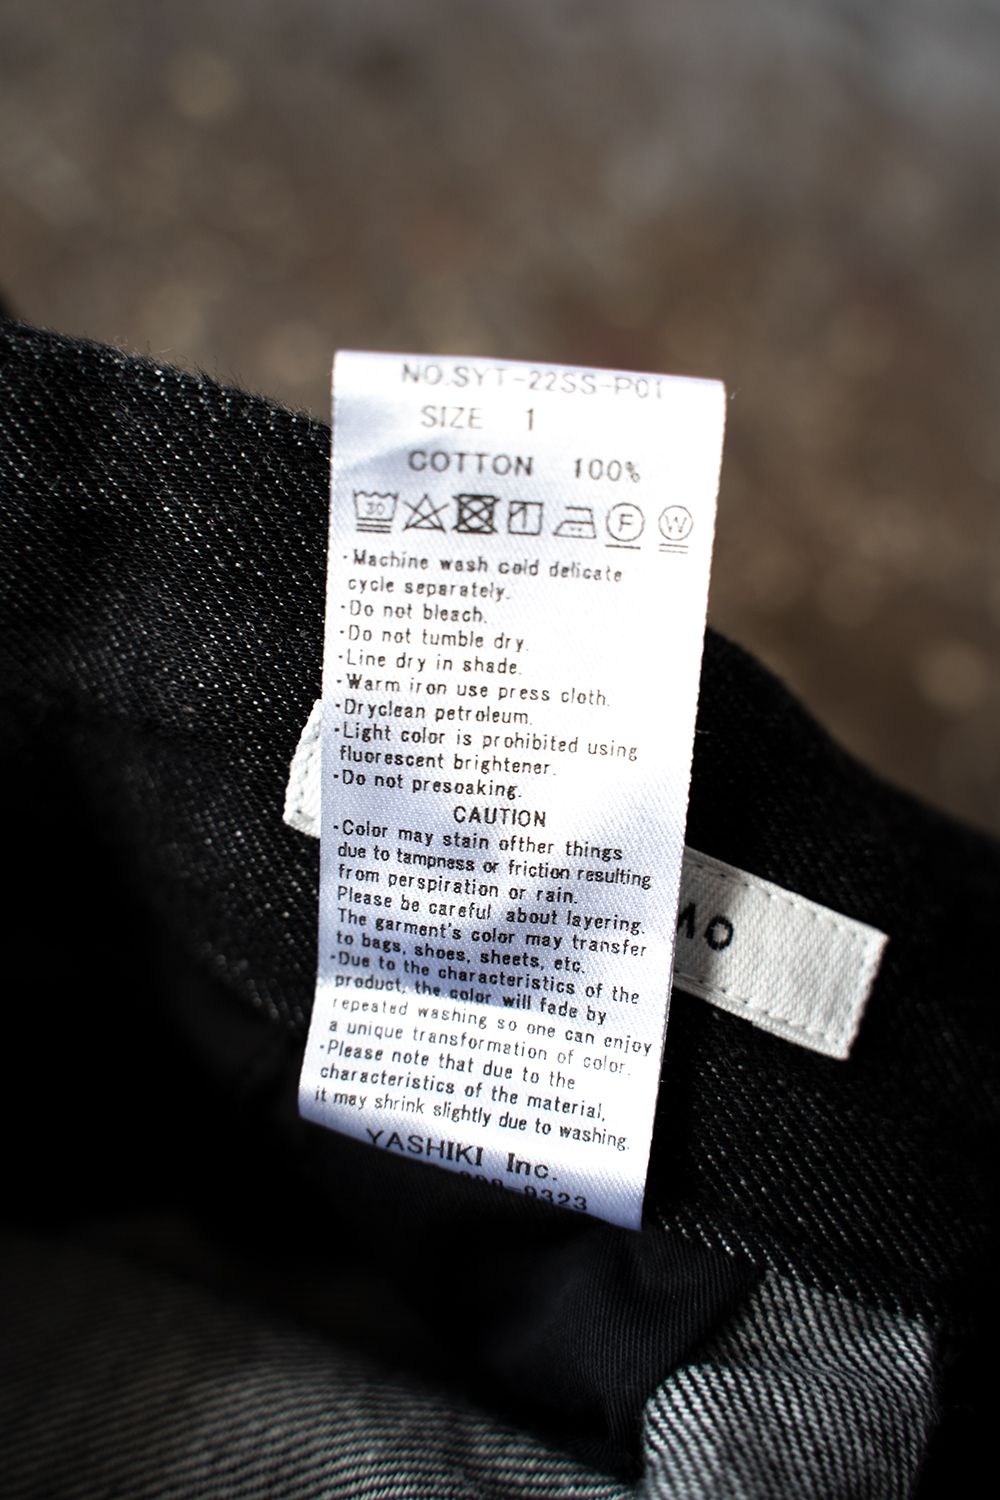 NO.SYT-22SS-P01
SIZE 1
COTTON 100%
30 F W
·Machine wash cold delicate
cycle separately.
·Do not bleach.
·Do not tumble dry.
·Line dry in shade.
·Warm iron use press cloth.
·Dryclean petroleum.
·Light color is prohibited using
fluorescent brightener.
·Do not presoaking.
CAUTION
·Color may stain ofther things
due to tampness or friction resulting
from perspiration or rain.
Please be careful about layering.
The garment's color may transfer
to bags, shoes, sheets, etc.
·Due to the characteristics of the
product, the color will fade by
repeated washing so one can enjoy
a unique transformation of color.
·Please note that due to the
characteristics of the material,
it may shrink slightly due to washing.
YASHIKI Inc.
-9323
MO